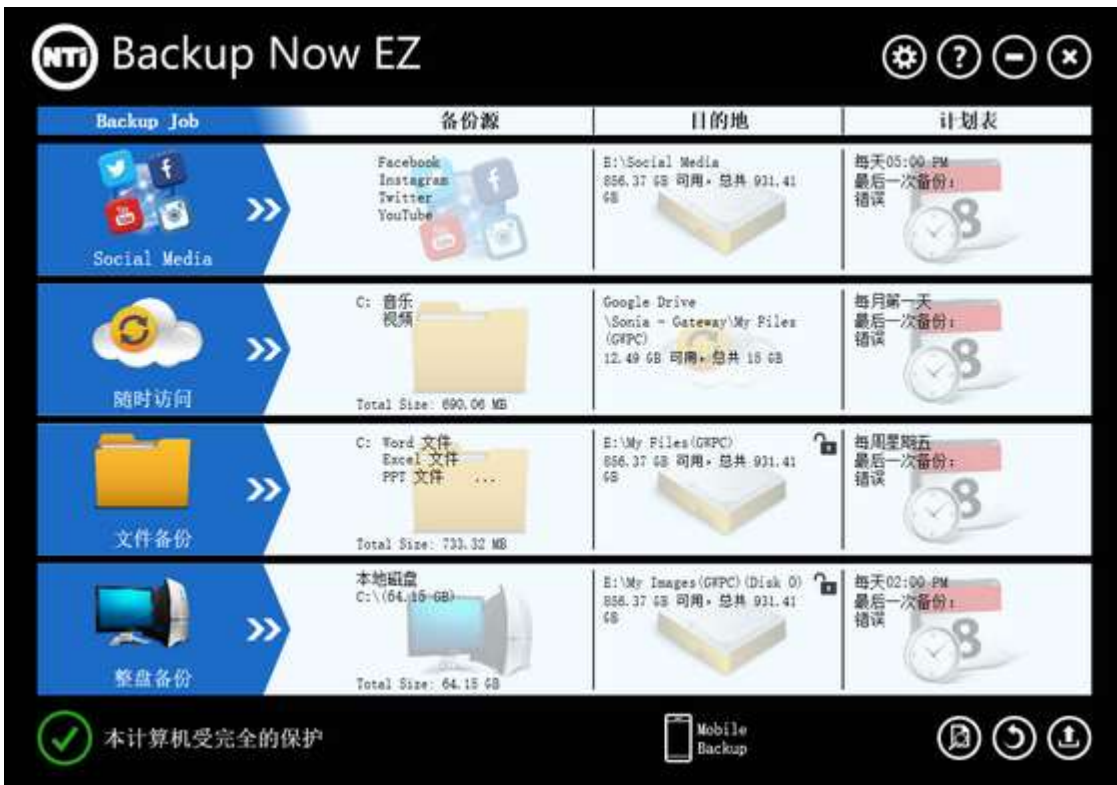 NTI Backup Now EZ
Backup Job 备份源 目的地 计划表
Social Media
Facebook
Instagram
Twitter
YouTube
E:\Social Media
856.37 GB 可用，总共 931.41
GB
每天05:00 PM
最后一次备份：
错误
随时访问
C: 音乐
视频
Total Size: 690.06 MB
Google Drive
\Sonia - Gateway\My Files
(GWPC)
12.49 GB 可用，总共 15 GB
每月第一天
最后一次备份：
错误
文件备份
C: Word 文件
Excel 文件
PPT 文件 ...
Total Size: 733.32 MB
E:\My Files(GWPC)
856.37 GB 可用，总共 931.41
GB
每周星期五
最后一次备份：
错误
整盘备份
本地磁盘
C:\(64.15 GB)
Total Size: 64.15 GB
E:\My Images(GWPC)(Disk 0)
856.37 GB 可用，总共 931.41
GB
每天02:00 PM
最后一次备份：
错误
本计算机受完全的保护
Mobile
Backup